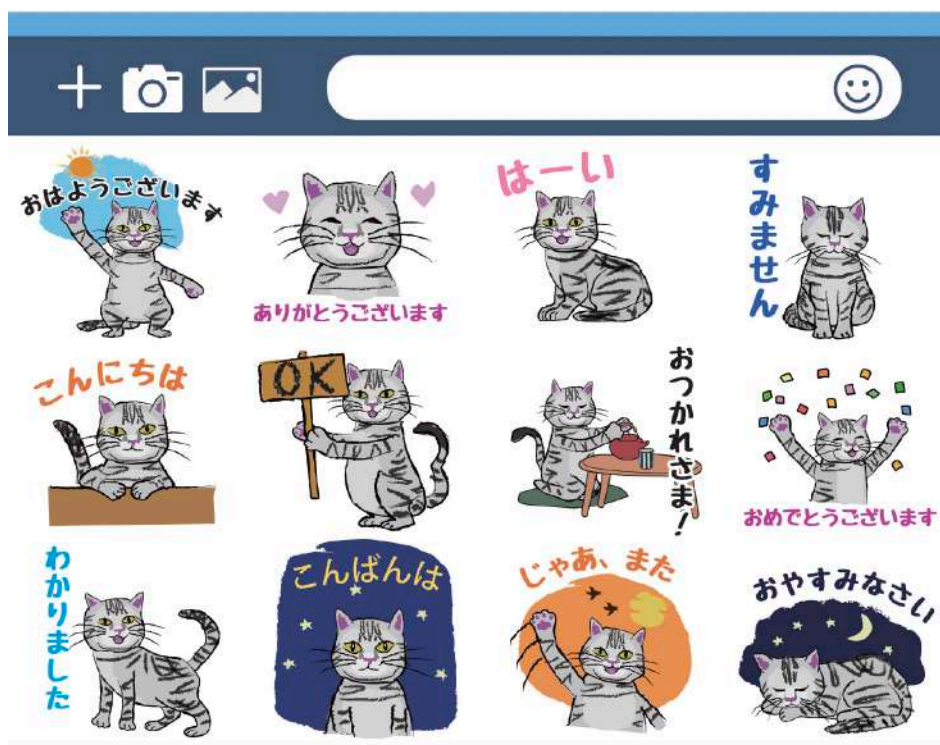 おはようございます
ありがとうございます
はーい
すみません
こんにちは
OK
おつかれさま!
おめでとうございます
わかりました
こんばんは
じゃあ、また
おやすみなさい